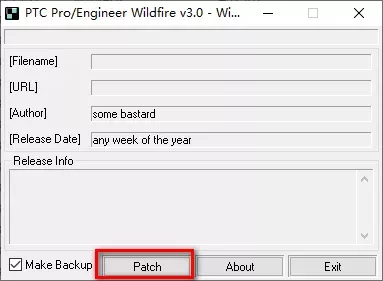 PTC Pro/Engineer Wildfire v3.0 - Wi...
[Filename]
[URL]
[Author] some bastard
[Release Date] any week of the year
Release Info
Make Backup Patch About Exit